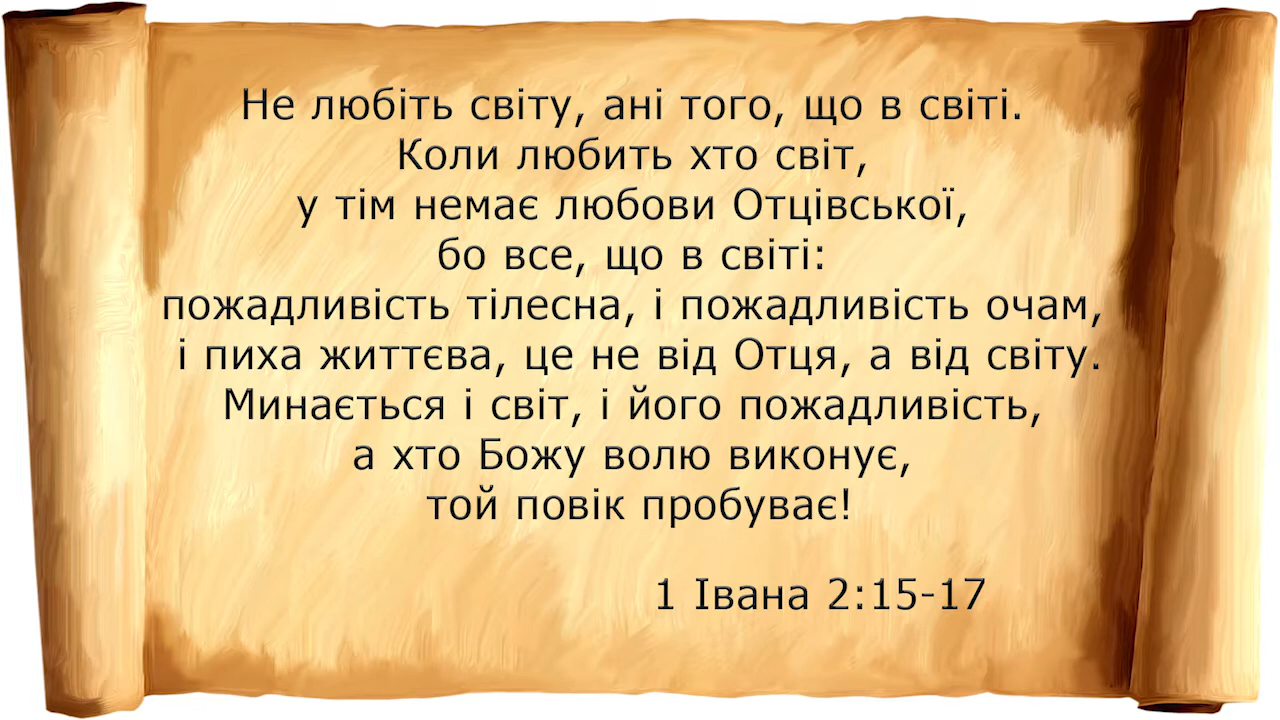 Не любіть світу, ані того, що в світі.
Коли любить хто світ,
у тім немає любови Отцівської,
бо все, що в світі:
пожадливість тілесна, і пожадливість очам,
і пиха життєва, це не від Отця, а від світу.
Минається і світ, і його пожадливість,
а хто Божу волю виконує,
той повік пробуває!
1 Івана 2:15-17